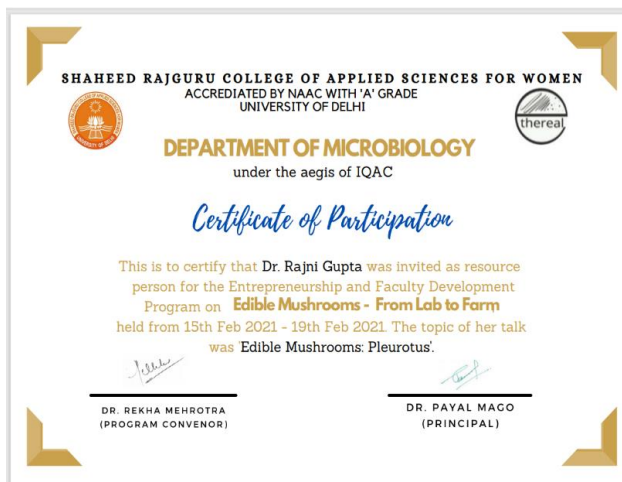 SHAHEED RAJGURU COLLEGE OF APPLIED SCIENCES FOR WOMEN
ACCREDIATED BY NAAC WITH 'A' GRADE
UNIVERSITY OF DELHI
thereal
DEPARTMENT OF MICROBIOLOGY
under the aegis of IQAC
Certificate of Participation
This is to certify that Dr. Rajni Gupta was invited as resource
person for the Entrepreneurship and Faculty Development
Program on Edible Mushrooms - From Lab to Farm
held from 15th Feb 2021 - 19th Feb 2021. The topic of her talk
was 'Edible Mushrooms: Pleurotus'.
DR. REKHA MEHROTRA
(PROGRAM CONVENOR)
DR. PAYAL MAGO
(PRINCIPAL)